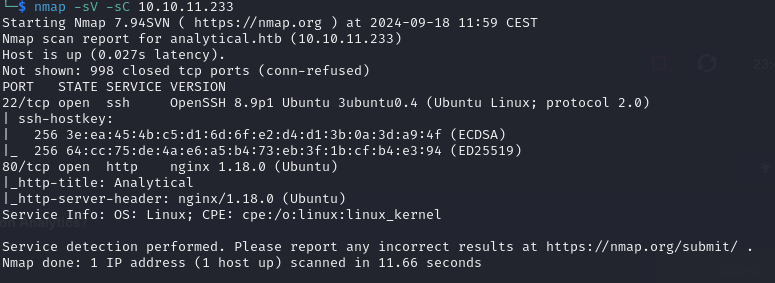 └─$ nmap -sV -sC 10.10.11.233
Starting Nmap 7.94SVN ( https://nmap.org ) at 2024-09-18 11:59 CEST
Nmap scan report for analytical.htb (10.10.11.233)
Host is up (0.027s latency).
Not shown: 998 closed tcp ports (conn-refused)
PORT   STATE SERVICE VERSION
22/tcp open  ssh     OpenSSH 8.9p1 Ubuntu 3ubuntu0.4 (Ubuntu Linux; protocol 2.0)
| ssh-hostkey:
|   256 3e:ea:45:4b:c5:d1:6d:6f:e2:d4:d1:3b:0a:3d:a9:4f (ECDSA)
|_  256 64:cc:75:de:4a:e6:a5:b4:73:eb:3f:1b:cf:b4:e3:94 (ED25519)
80/tcp open  http    nginx 1.18.0 (Ubuntu)
|_http-title: Analytical
|_http-server-header: nginx/1.18.0 (Ubuntu)
Service Info: OS: Linux; CPE: cpe:/o:linux:linux_kernel
Service detection performed. Please report any incorrect results at https://nmap.org/submit/ .
Nmap done: 1 IP address (1 host up) scanned in 11.66 seconds